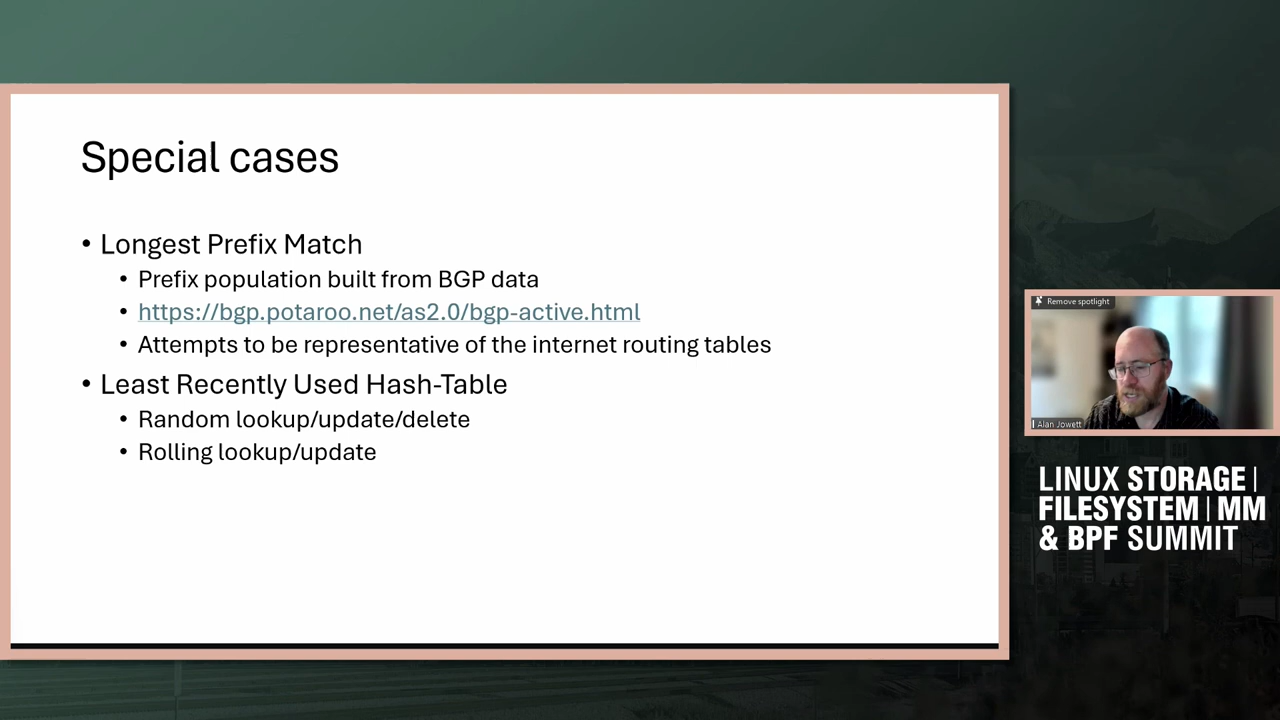 Special cases
• Longest Prefix Match
• Prefix population built from BGP data
• https://bgp.potaroo.net/as2.0/bgp-active.html
• Attempts to be representative of the internet routing tables
• Least Recently Used Hash-Table
• Random lookup/update/delete
• Rolling lookup/update
Remove spotlight
Alan Jowett
LINUX STORAGE |
FILESYSTEM | MM
& BPF SUMMIT